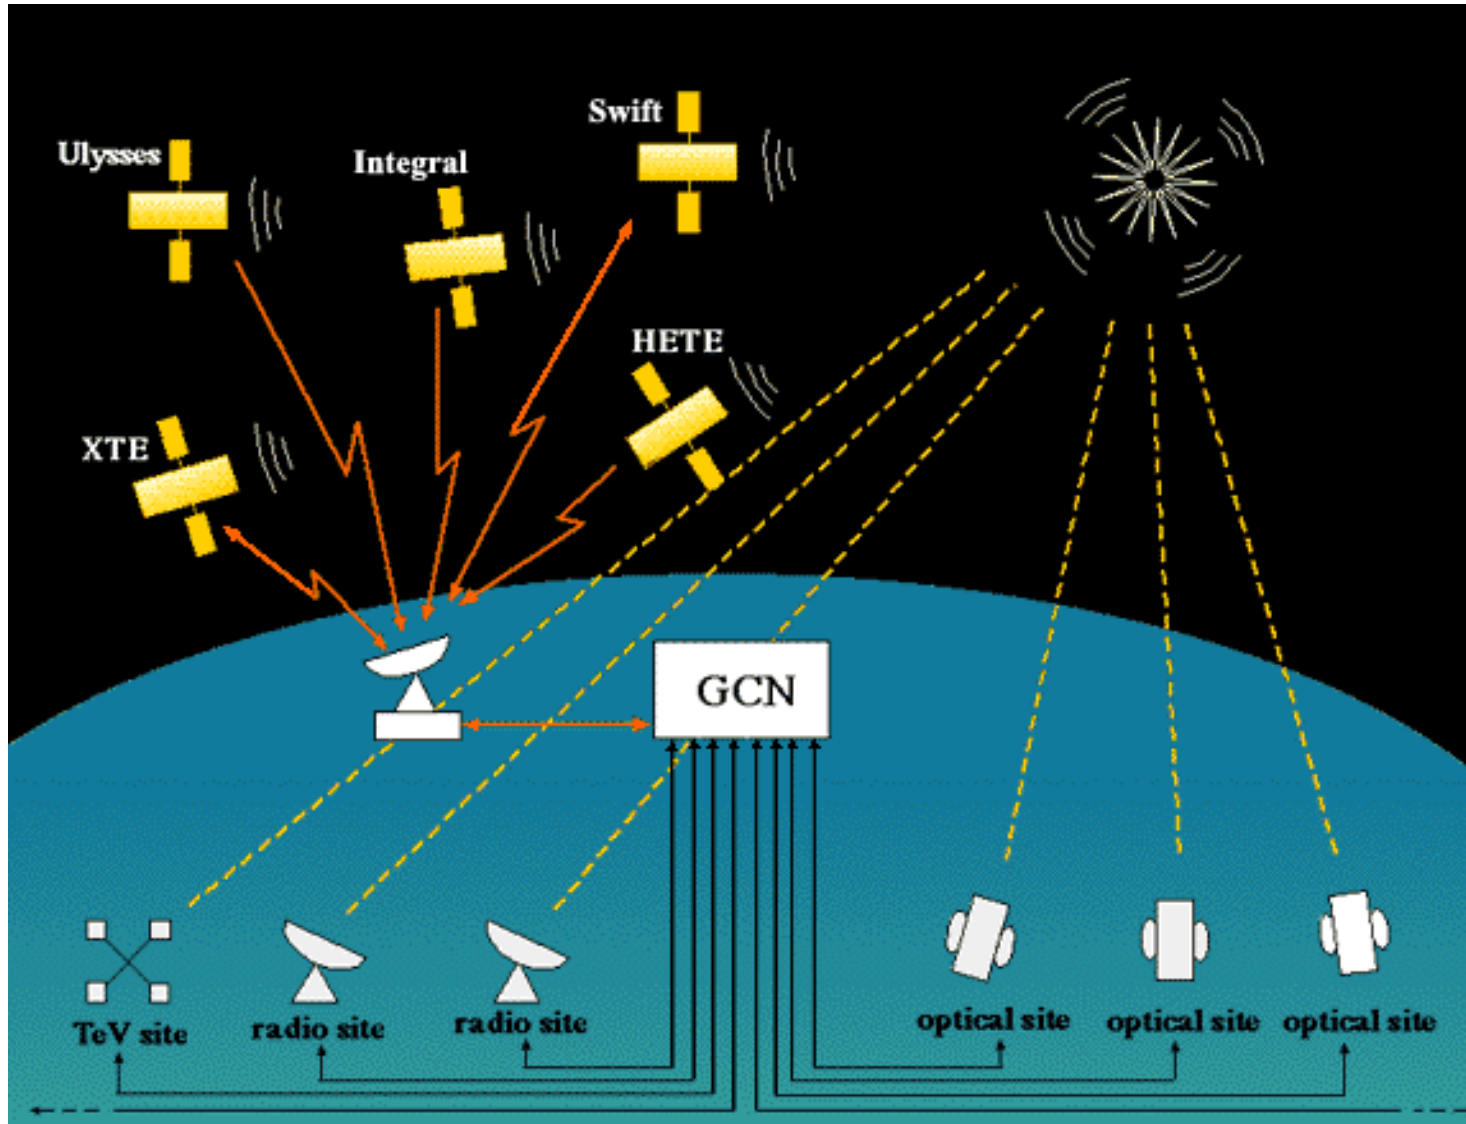 Swift
Ulysses
Integral
HETE
XTE
GCN
TeV site
radio site
radio site
optical site
optical site
optical site